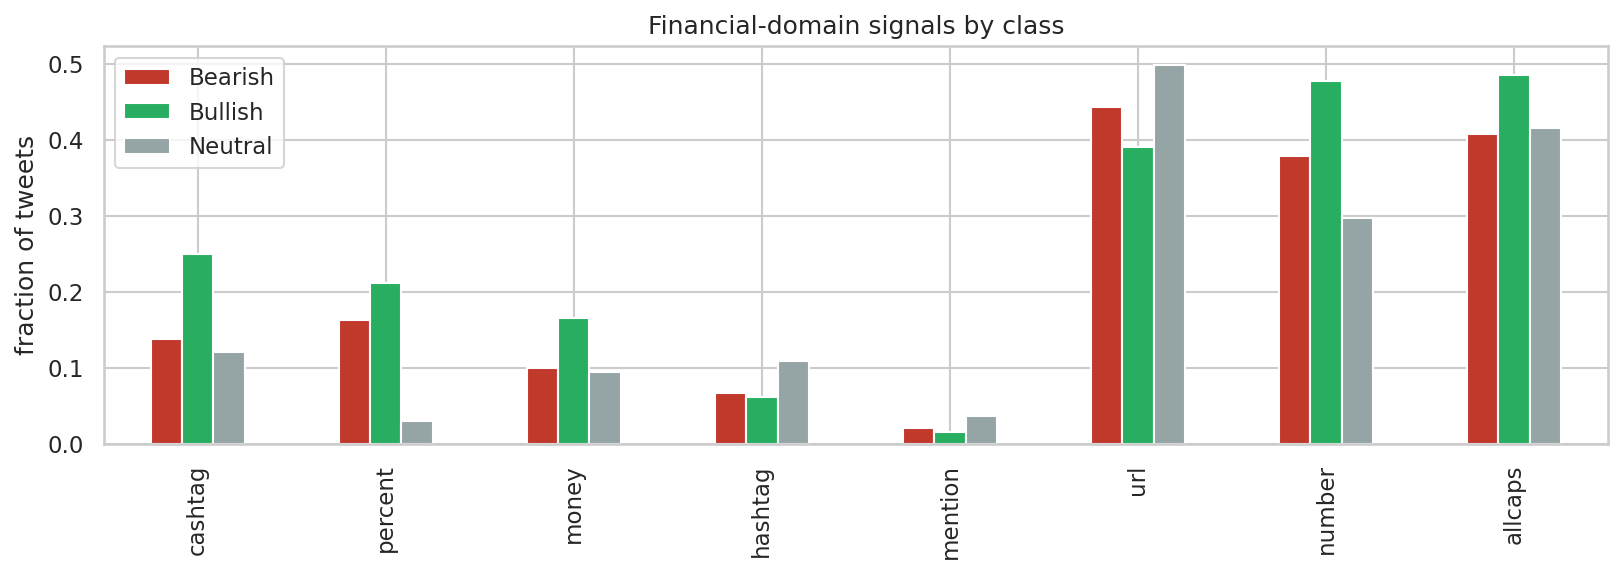 Financial-domain signals by class
Bearish
Bullish
Neutral
fraction of tweets
0.5
0.4
0.3
0.2
0.1
0.0
cashtag
percent
money
hashtag
mention
url
number
allcaps